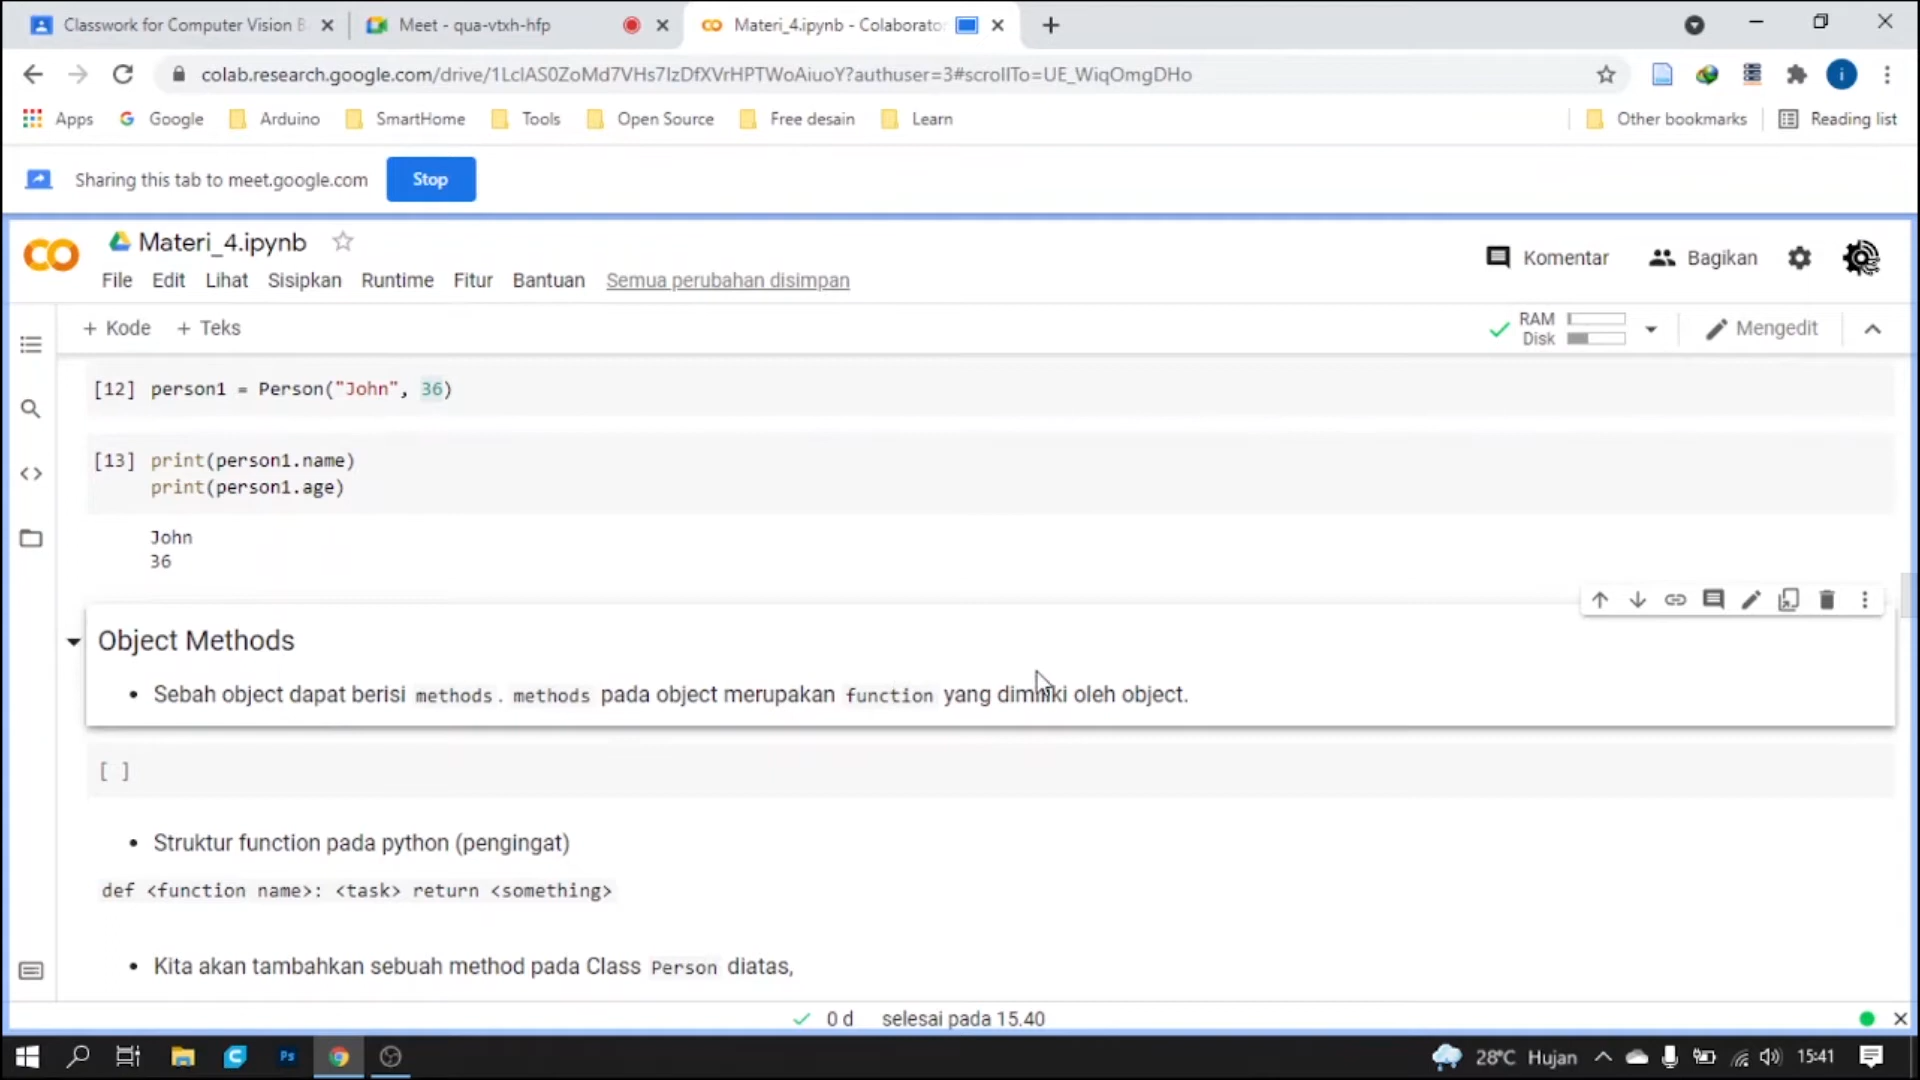 Classwork for Computer Vision B
Meet - qua-vtxh-hfp
Materi_4.ipynb - Colaborator
colab.research.google.com/drive/1LclAS0ZoMd7VHs7IzDfXVrHPTWoAiuoY?authuser=3#scrollTo=UE_WiqOmgDHo
i
Apps
Google
Arduino
SmartHome
Tools
Open Source
Free desain
Learn
Other bookmarks
Reading list
Sharing this tab to meet.google.com
Stop
Materi_4.ipynb
Komentar
Bagikan
File Edit Lihat Sisipkan Runtime Fitur Bantuan Semua perubahan disimpan
+ Kode + Teks
RAM
Disk
Mengedit
[12] person1 = Person("John", 36)
[13] print(person1.name)
print(person1.age)
John
36
Object Methods
• Sebah object dapat berisi methods. methods pada object merupakan function yang dimiliki oleh object.
[ ]
• Struktur function pada python (pengingat)
def <function name>: <task> return <something>
• Kita akan tambahkan sebuah method pada Class Person diatas,
0 d selesai pada 15.40
Ps
28°C Hujan
15:41